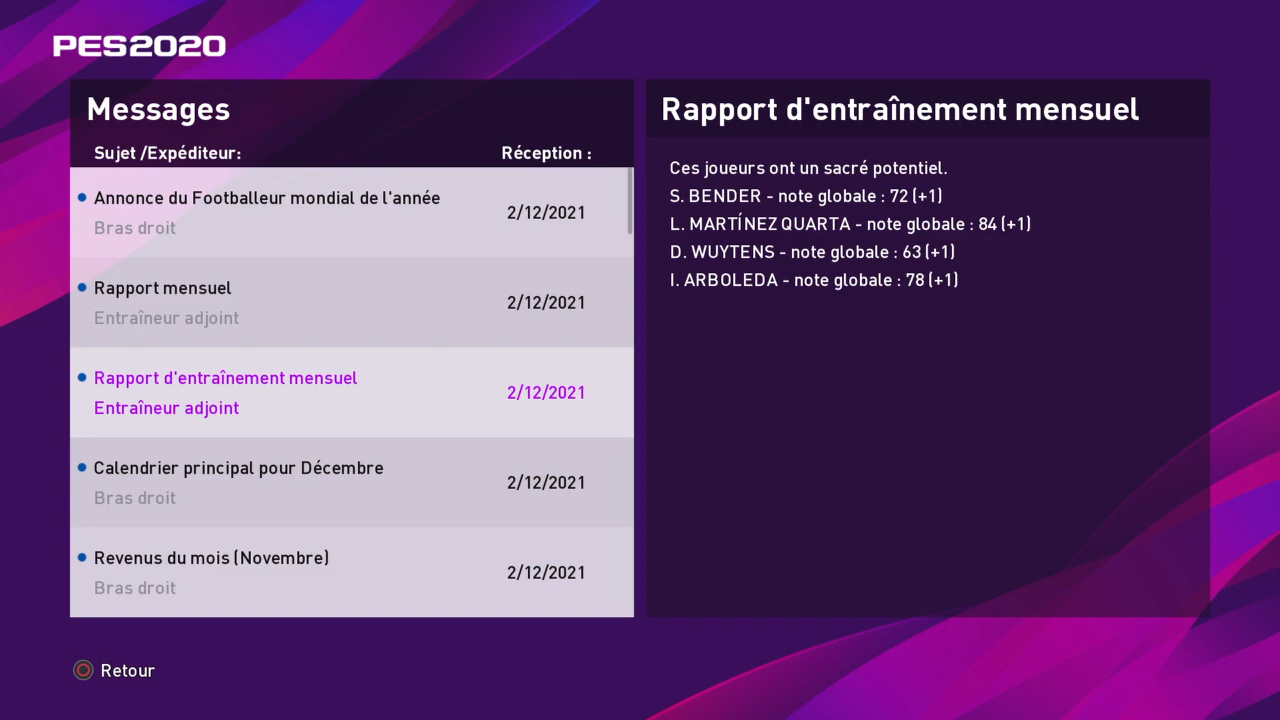 PES2020
Messages
Sujet /Expéditeur: Réception :
Annonce du Footballeur mondial de l'année
Bras droit
2/12/2021
Rapport mensuel
Entraîneur adjoint
2/12/2021
Rapport d'entraînement mensuel
Entraîneur adjoint
2/12/2021
Calendrier principal pour Décembre
Bras droit
2/12/2021
Revenus du mois (Novembre)
Bras droit
2/12/2021
Rapport d'entraînement mensuel
Ces joueurs ont un sacré potentiel.
S. BENDER - note globale : 72 (+1)
L. MARTÍNEZ QUARTA - note globale : 84 (+1)
D. WUYTENS - note globale : 63 (+1)
I. ARBOLEDA - note globale : 78 (+1)
Retour